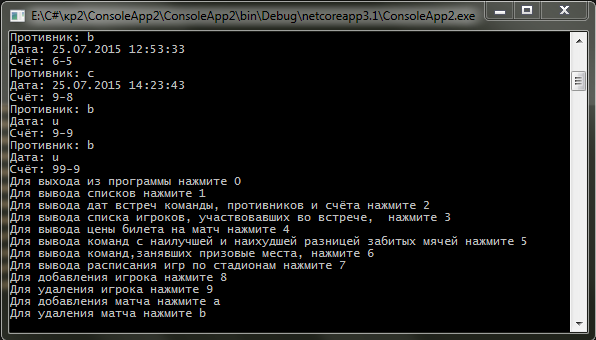 E:\C#\кр2\ConsoleApp2\ConsoleApp2\bin\Debug\netcoreapp3.1\ConsoleApp2.exe
Противник: b
Дата: 25.07.2015 12:53:33
Счёт: 6-5
Противник: c
Дата: 25.07.2015 14:23:43
Счёт: 9-8
Противник: b
Дата: u
Счёт: 9-9
Противник: b
Дата: u
Счёт: 99-9
Для выхода из программы нажмите 0
Для вывода списков нажмите 1
Для вывода дат встреч команды, противников и счёта нажмите 2
Для вывода списка игроков, участвовавших во встрече,  нажмите 3
Для вывода цены билета на матч нажмите 4
Для вывода команд с наилучшей и наихудшей разницей забитых мячей нажмите 5
Для вывода команд,занявших призовые места, нажмите 6
Для вывода расписания игр по стадионам нажмите 7
Для добавления игрока нажмите 8
Для удаления игрока нажмите 9
Для добавления матча нажмите a
Для удаления матча нажмите b